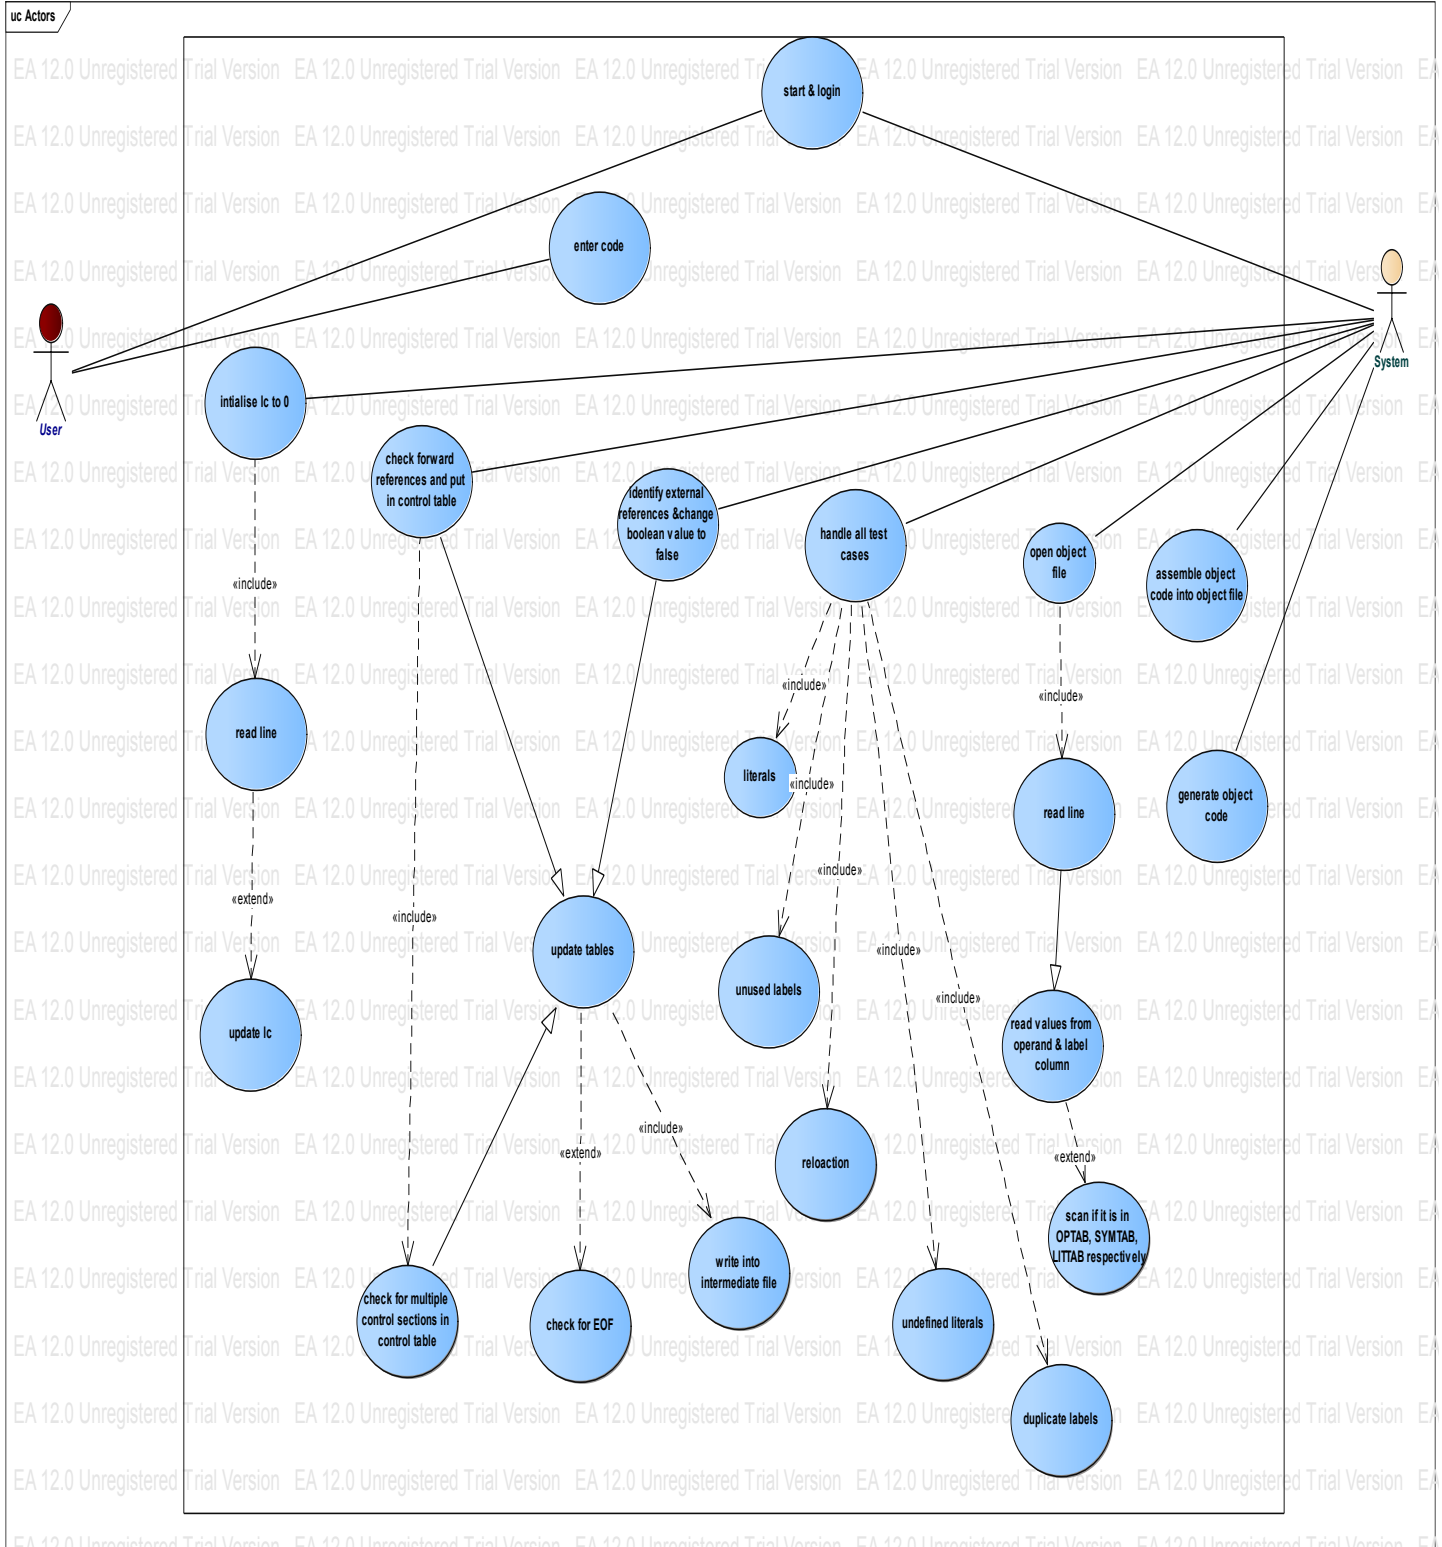 uc Actors
EA 12.0 Unregistered Trial Version
start & login
enter code
User
System
intialise lc to 0
check forward
references and put
in control table
Identify external
references &change
boolean value to
false
handle all test
cases
open object
file
assemble object
code into object file
«include»
read line
«include»
literals
«include»
«include»
read line
generate object
code
«include»
«extend»
«include»
update tables
unused labels
«include»
«include»
read values from
operand & label
column
update lc
«extend»
«include»
reloaction
«extend»
scan if it is in
OPTAB, SYMTAB,
LITTAB respectively
check for multiple
control sections in
control table
check for EOF
write into
intermediate file
undefined literals
duplicate labels